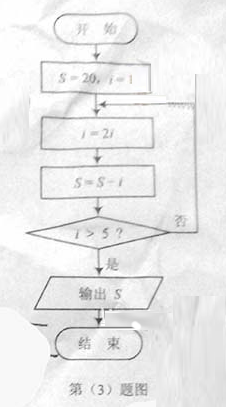 开 始
S=20, i=1
i=2i
S=S-i
i>5?
否
是
输出 S
结 束
第(3)题图